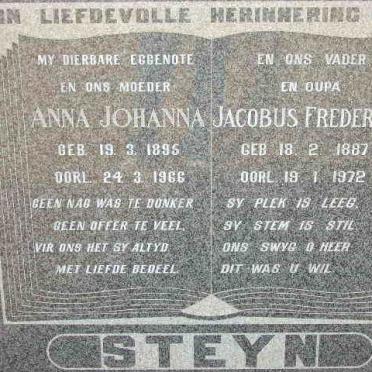 IN LIEFDEVOLLE HERINNERING
MY DIERBARE EGGENOTE
EN ONS MOEDER
ANNA JOHANNA
GEB. 19. 3. 1895
OORL. 24. 3. 1966
GEEN NAG WAS TE DONKER
GEEN OFFER TE VEEL,
VIR ONS HET SY ALTYD
MET LIEFDE BEDEEL.
EN ONS VADER
EN OUPA
JACOBUS FREDER
GEB. 18. 2. 1887
OORL. 19. 1. 1972
SY PLEK IS LEEG,
SY STEM IS STIL
ONS SWYG O HEER
DIT WAS U WIL
STEYN